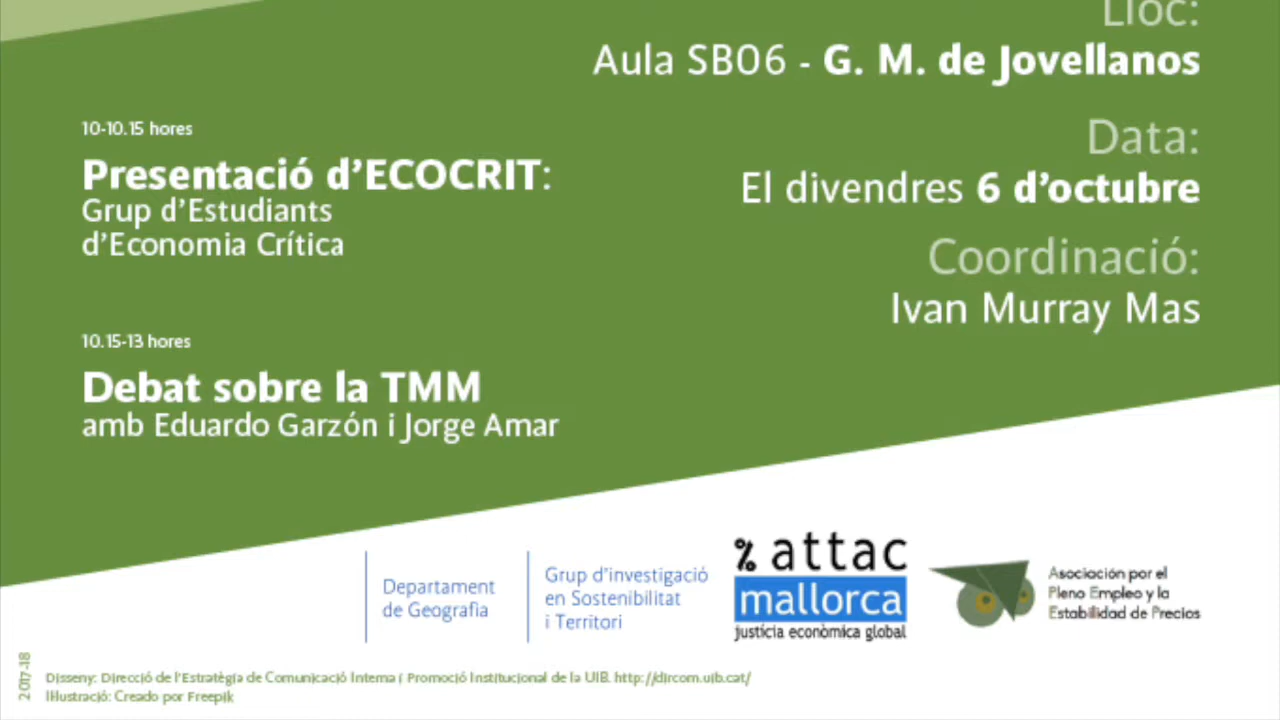 Lloc:
Aula SB06 - G. M. de Jovellanos
Data:
El divendres 6 d'octubre
Coordinació:
Ivan Murray Mas
10-10.15 hores
Presentació d'ECOCRIT:
Grup d'Estudiants
d'Economia Crítica
10.15-13 hores
Debat sobre la TMM
amb Eduardo Garzón i Jorge Amar
Departament
de Geografia
Grup d'investigació
en Sostenibilitat
i Territori
% attac
mallorca
justícia econòmica global
Asociación por el
Pleno Empleo y la
Estabilidad de Precios
2017-18
Disseny: Direcció de l'Estratègia de Comunicació Interna i Promoció Institucional de la UIB. http://dircom.uib.cat/
Il·lustració: Creado por Freepik